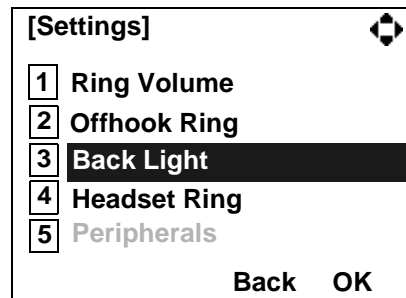 [Settings]
1 Ring Volume
2 Offhook Ring
3 Back Light
4 Headset Ring
5 Peripherals
Back OK